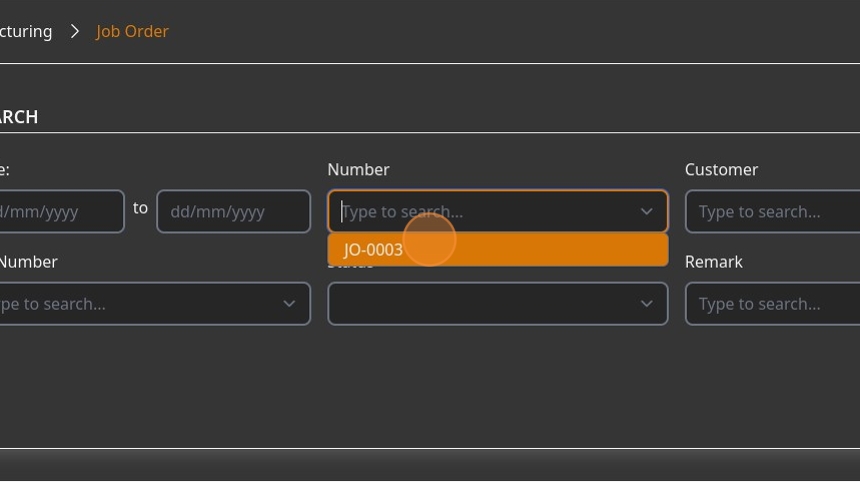 cturing > Job Order
ARCH
e: Number Customer
d/mm/yyyy to dd/mm/yyyy Type to search... Type to search...
JO-0003
Number Status Remark
pe to search... Type to search...